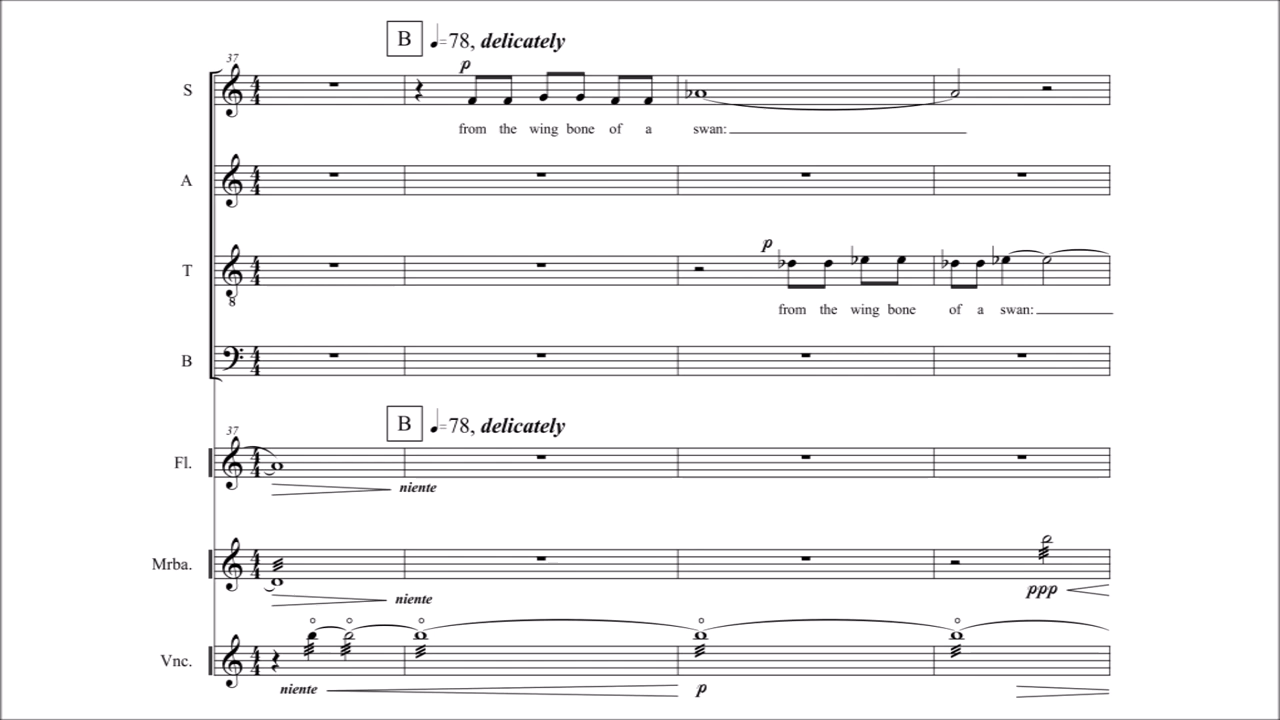 B ♩=78, delicately
37
p
S
from the wing bone of a swan:
A
p
T
8
from the wing bone of a swan:
B
B ♩=78, delicately
37
Fl.
niente
Mrba.
niente
ppp
Vnc.
niente
p